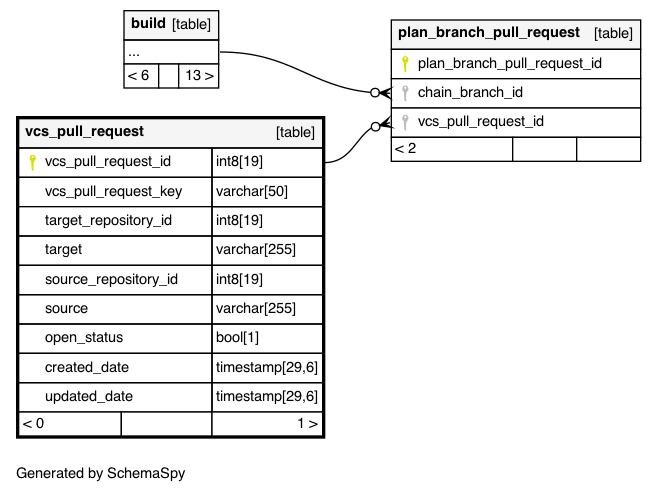 build [table]
...
< 6 13 >
plan_branch_pull_request [table]
plan_branch_pull_request_id
chain_branch_id
vcs_pull_request_id
< 2
vcs_pull_request [table]
vcs_pull_request_id int8[19]
vcs_pull_request_key varchar[50]
target_repository_id int8[19]
target varchar[255]
source_repository_id int8[19]
source varchar[255]
open_status bool[1]
created_date timestamp[29,6]
updated_date timestamp[29,6]
< 0 1 >
Generated by SchemaSpy